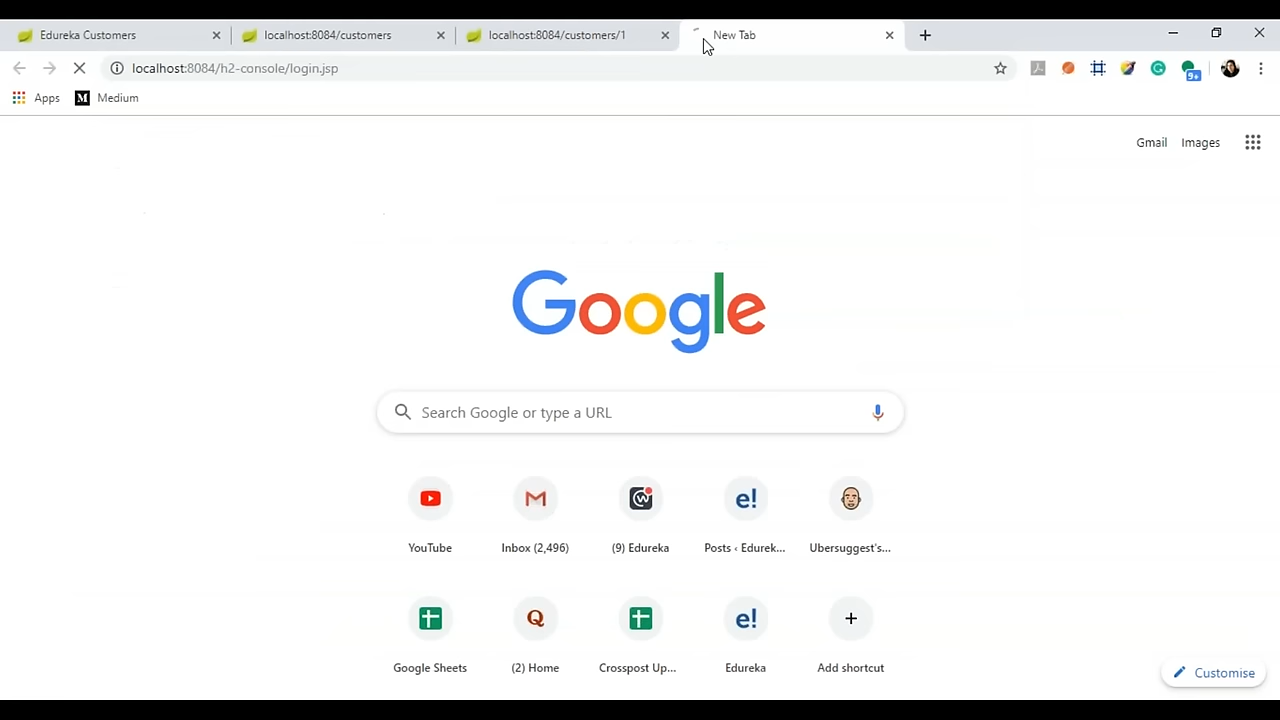 Edureka Customers
localhost:8084/customers
localhost:8084/customers/1
New Tab
localhost:8084/h2-console/login.jsp
9+
Apps
M Medium
Gmail
Images
Google
Search Google or type a URL
YouTube
Inbox (2,496)
(9) Edureka
e!
Posts ‹ Edurek...
Ubersuggest's...
Google Sheets
Q
(2) Home
Crosspost Up...
e!
Edureka
Add shortcut
Customise